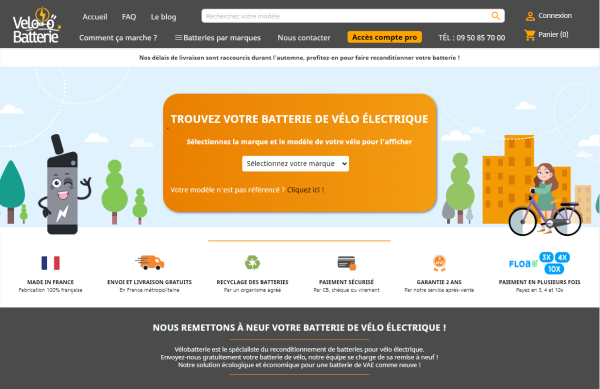 Vélo
Batterie
Accueil
FAQ
Le blog
Recherchez votre modèle
Connexion
Comment ça marche ?
Batteries par marques
Nous contacter
Accès compte pro
TÉL : 09 50 85 70 00
Panier (0)
Nos délais de livraison sont raccourcis durant l'automne, profitez-en pour faire reconditionner votre batterie !
TROUVEZ VOTRE BATTERIE DE VÉLO ÉLECTRIQUE
Sélectionnez la marque et le modèle de votre vélo pour l'afficher
Sélectionnez votre marque
Votre modèle n'est pas référencé ? Cliquez ici !
FLOA
3X 4X
10X
MADE IN FRANCE
Fabrication 100% française
ENVOI ET LIVRAISON GRATUITS
En France métropolitaine
RECYCLAGE DES BATTERIES
Par un organisme agréé
PAIEMENT SÉCURISÉ
Par CB, chèque ou virement
GARANTIE 2 ANS
Par notre service après-vente
PAIEMENT EN PLUSIEURS FOIS
Payez en 3, 4 et 10x
NOUS REMETTONS À NEUF VOTRE BATTERIE DE VÉLO ÉLECTRIQUE !
Vélobatterie est le spécialiste du reconditionnement de batteries pour vélo électrique.
Envoyez-nous gratuitement votre batterie de vélo, notre équipe se charge de sa remise à neuf !
Notre solution écologique et économique pour une batterie de VAE comme neuve !